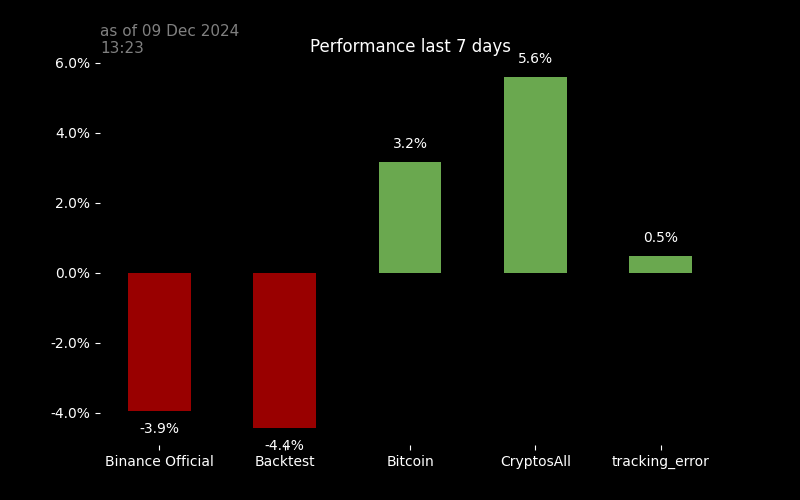 as of 09 Dec 2024
13:23
Performance last 7 days
6.0%
5.6%
4.0%
3.2%
2.0%
0.5%
0.0%
-2.0%
-4.0%
-3.9%
-4.4%
Binance Official
Backtest
Bitcoin
CryptosAll
tracking_error